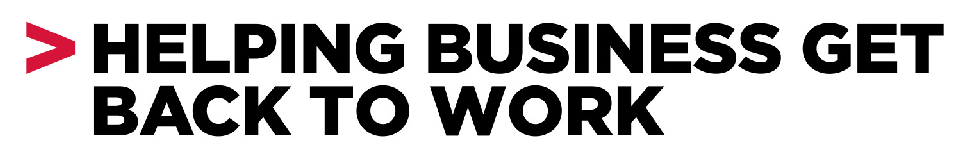 > HELPING BUSINESS GET
BACK TO WORK